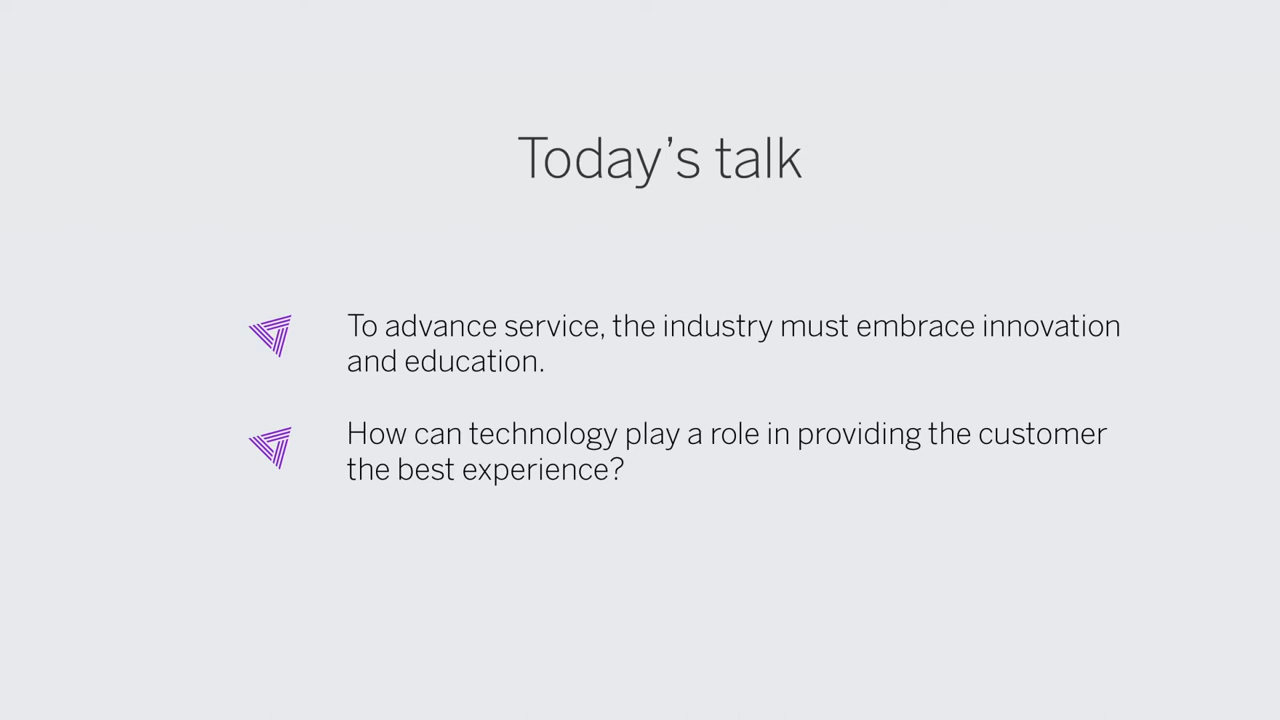 Today’s talk
To advance service, the industry must embrace innovation
and education.
How can technology play a role in providing the customer
the best experience?